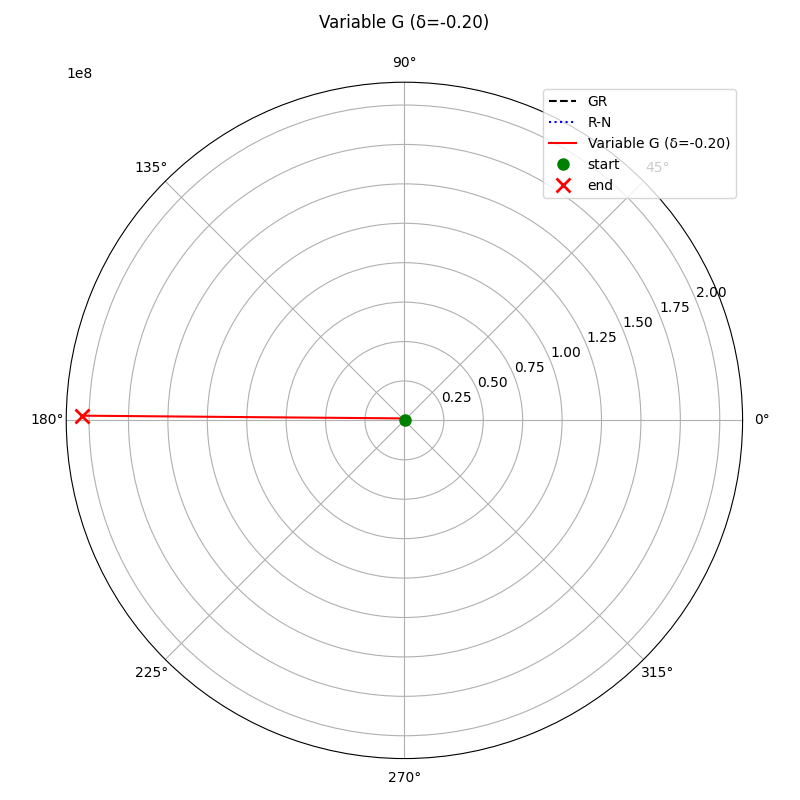 Variable G (δ=-0.20)
1e8
90°
GR
R-N
Variable G (δ=-0.20)
start
end
135°
45°
2.00
1.75
1.50
1.25
1.00
0.75
0.50
0.25
180°
0°
225°
315°
270°